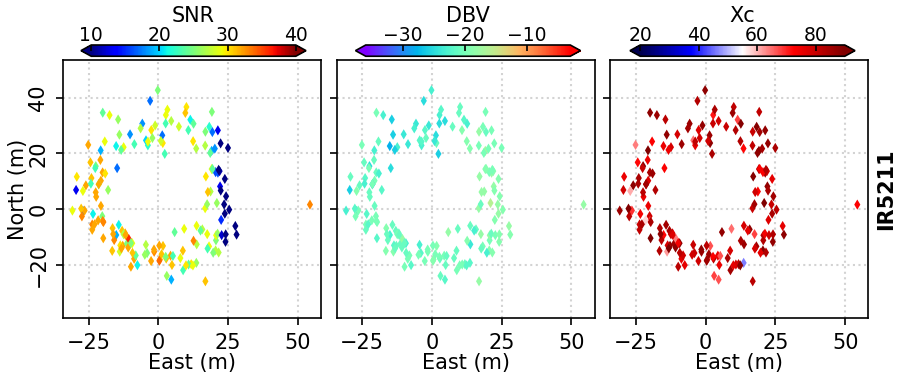 SNR DBV Xc
10 20 30 40 −30 −20 −10 20 40 60 80
North (m)
40
20
0
−20
IR5211
−25 0 25 50 −25 0 25 50 −25 0 25 50
East (m) East (m) East (m)